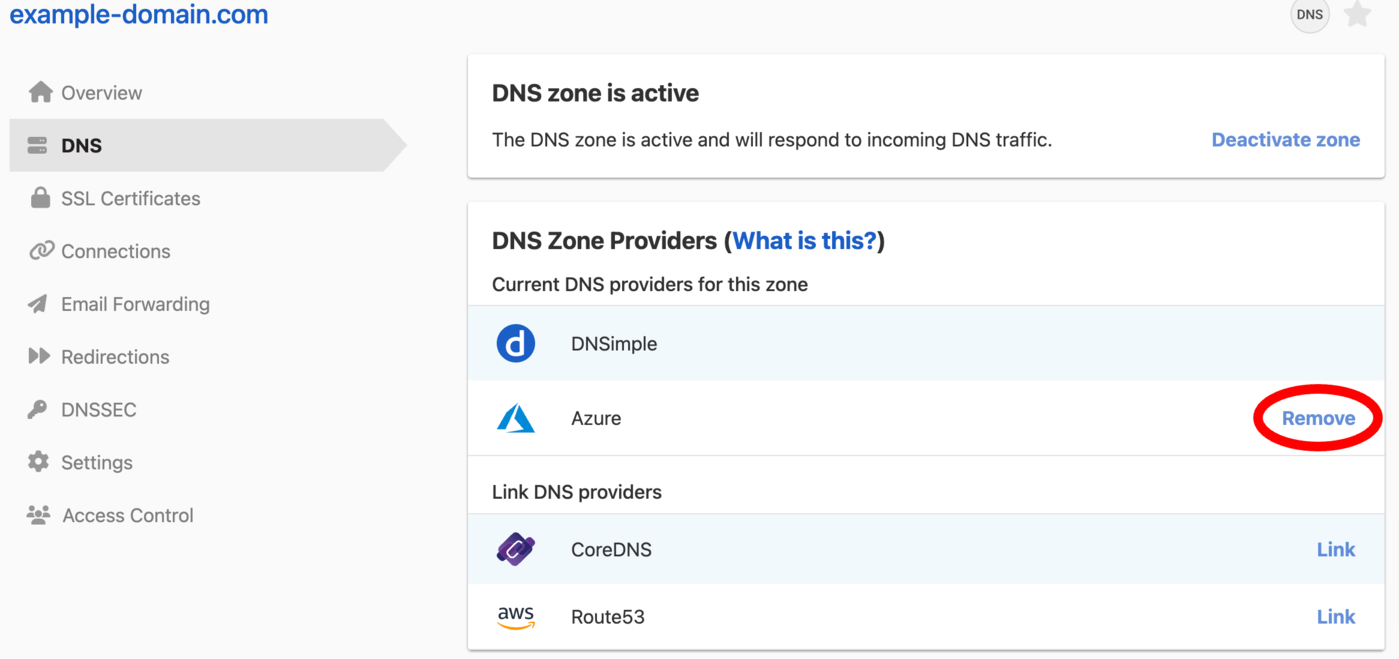 example-domain.com
DNS
Overview
DNS
SSL Certificates
Connections
Email Forwarding
Redirections
DNSSEC
Settings
Access Control
DNS zone is active
The DNS zone is active and will respond to incoming DNS traffic.
Deactivate zone
DNS Zone Providers (What is this?)
Current DNS providers for this zone
d DNSimple
Azure Remove
Link DNS providers
CoreDNS Link
aws Route53 Link